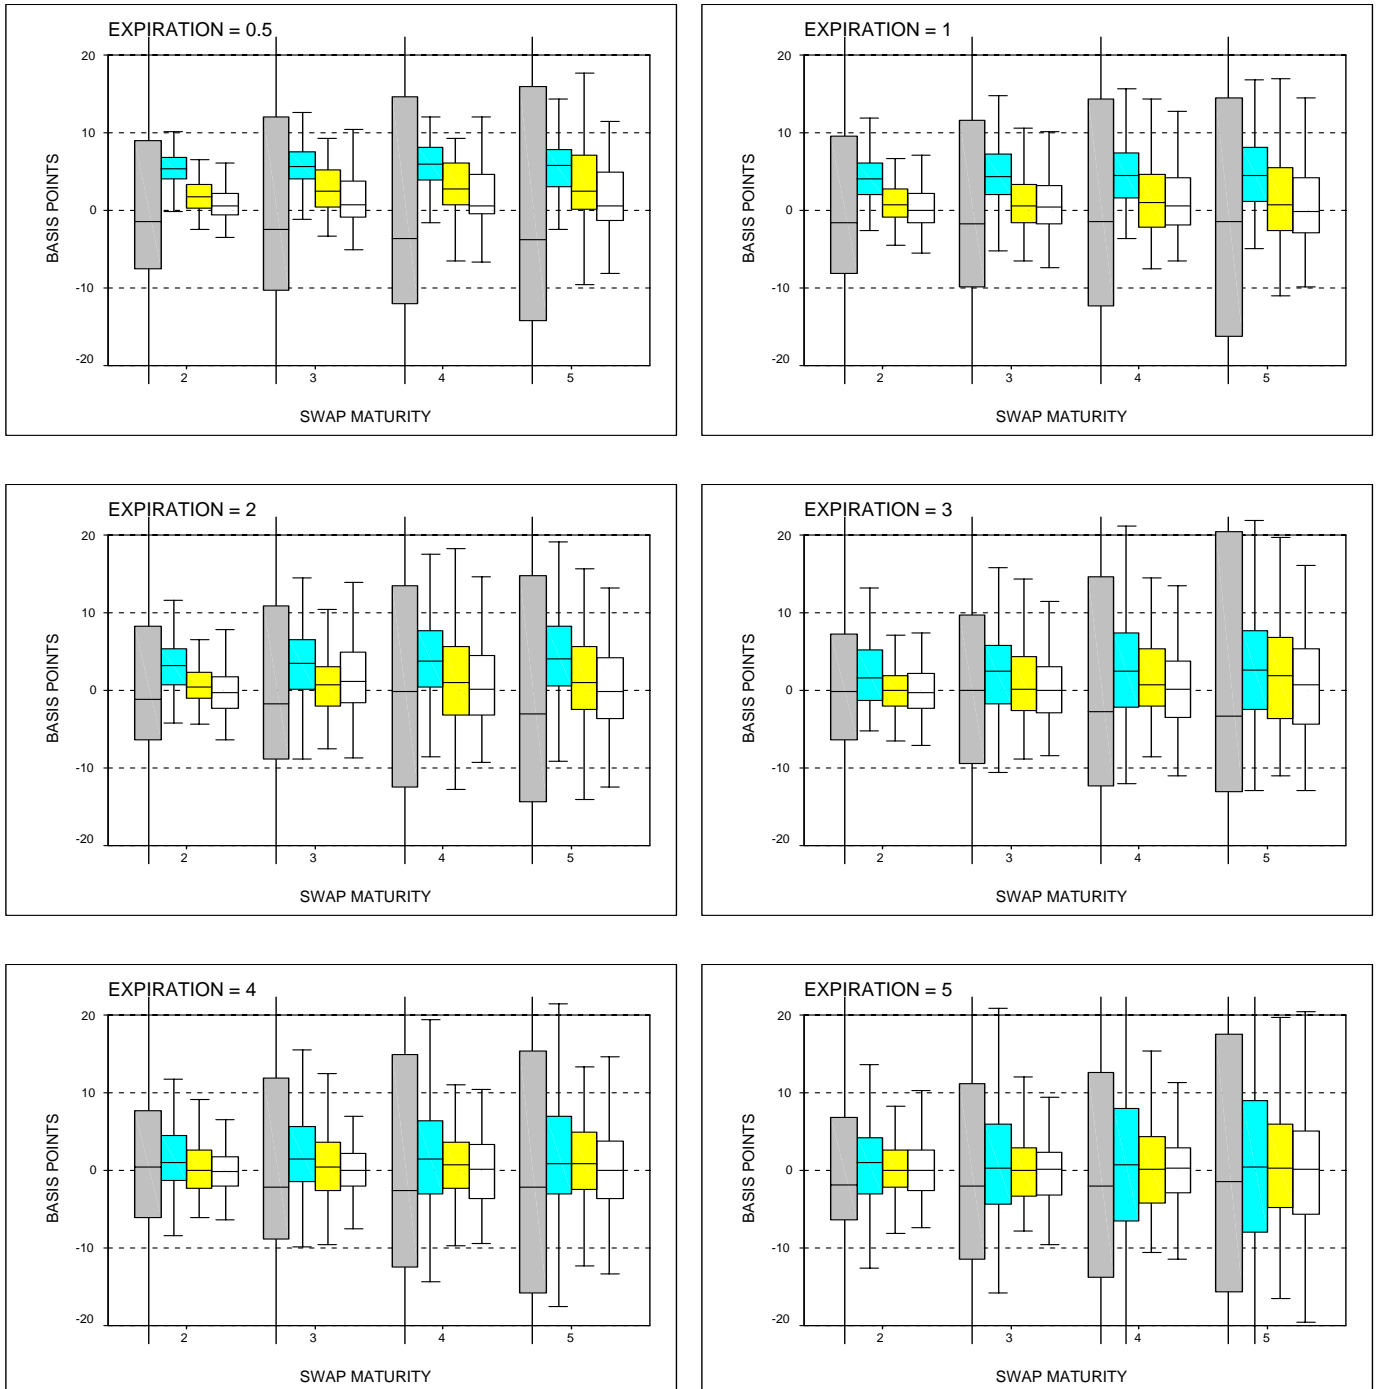 EXPIRATION = 0.5
20
10
0
-10
-20
BASIS POINTS
2 3 4 5
SWAP MATURITY
EXPIRATION = 1
20
10
0
-10
-20
BASIS POINTS
2 3 4 5
SWAP MATURITY
EXPIRATION = 2
20
10
0
-10
-20
BASIS POINTS
2 3 4 5
SWAP MATURITY
EXPIRATION = 3
20
10
0
-10
-20
BASIS POINTS
2 3 4 5
SWAP MATURITY
EXPIRATION = 4
20
10
0
-10
-20
BASIS POINTS
2 3 4 5
SWAP MATURITY
EXPIRATION = 5
20
10
0
-10
-20
BASIS POINTS
2 3 4 5
SWAP MATURITY